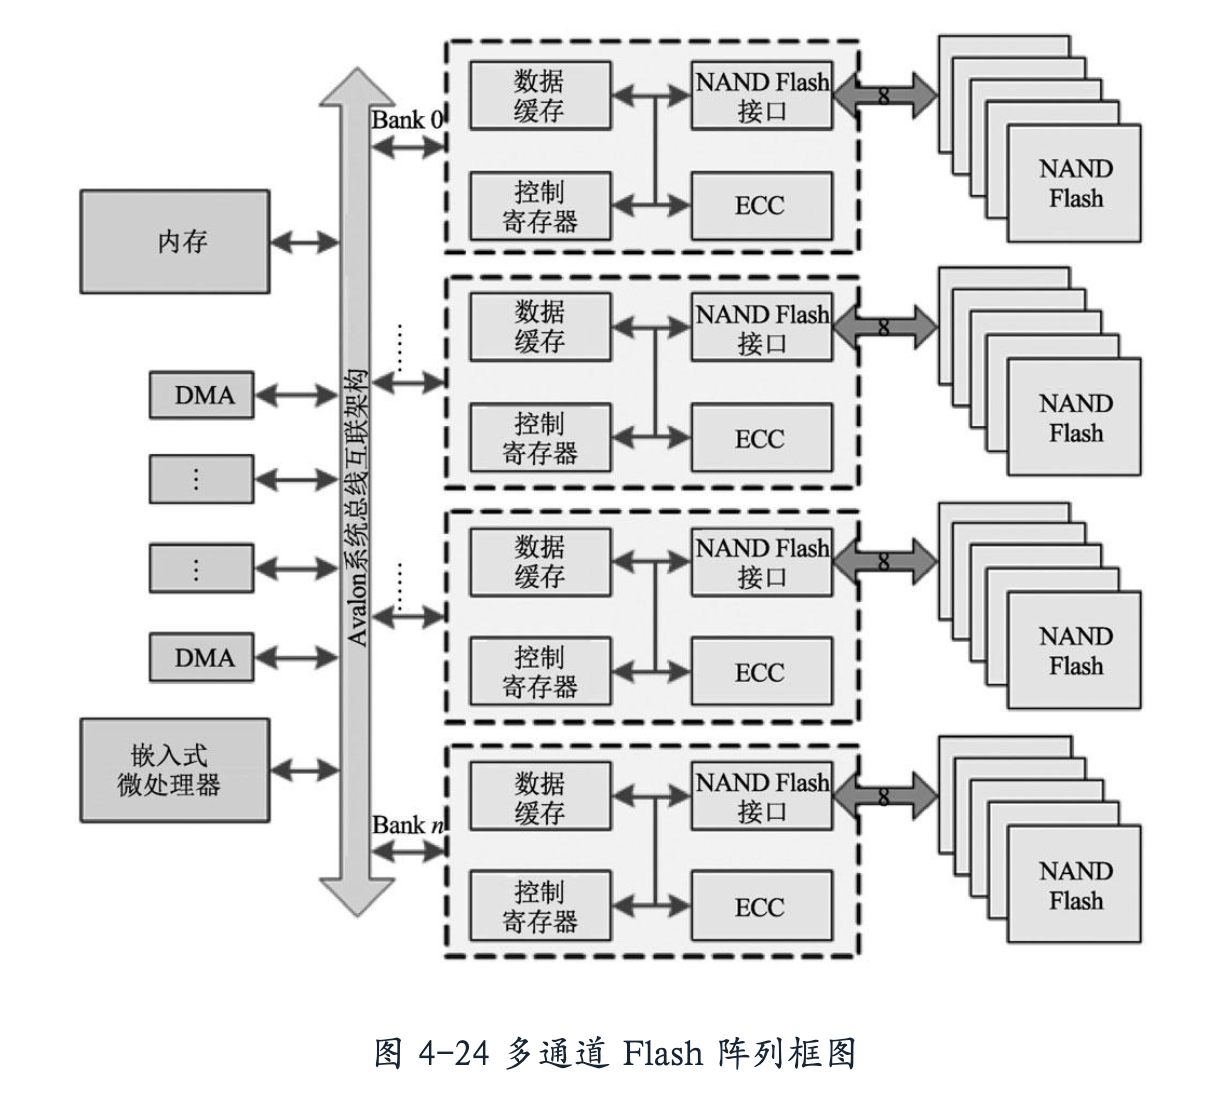 Bank 0
数据
缓存
NAND Flash
接口
8
控制
寄存器
ECC
NAND
Flash
内存
……
数据
缓存
NAND Flash
接口
8
控制
寄存器
ECC
NAND
Flash
DMA
⋮
⋮
DMA
Avalon系统总线互联架构
……
数据
缓存
NAND Flash
接口
8
控制
寄存器
ECC
NAND
Flash
嵌入式
微处理器
Bank n
数据
缓存
NAND Flash
接口
8
控制
寄存器
ECC
NAND
Flash
图 4-24 多通道 Flash 阵列框图